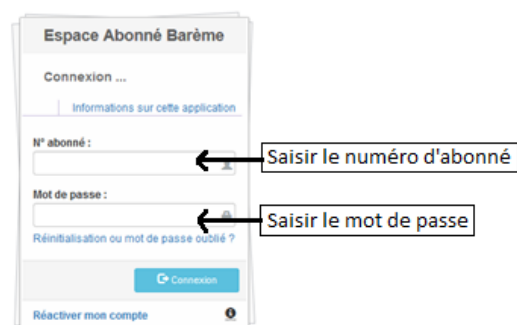 Espace Abonné Barème
Connexion ...
Informations sur cette application
N° abonné :
Saisir le numéro d'abonné
Mot de passe :
Saisir le mot de passe
Réinitialisation ou mot de passe oublié ?
Connexion
Réactiver mon compte